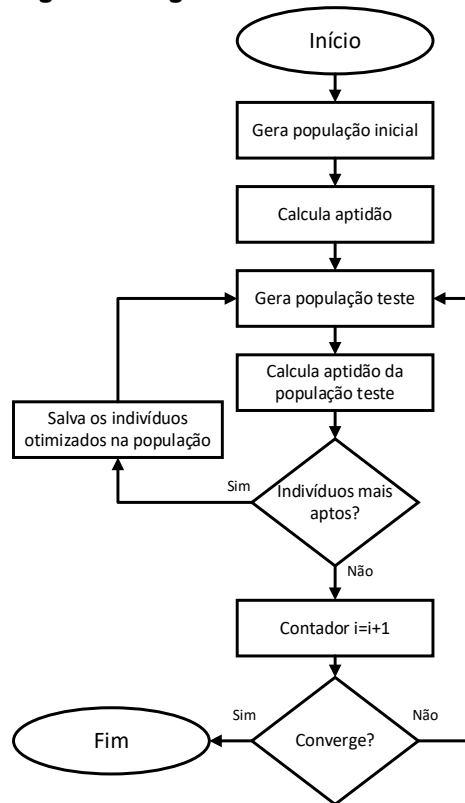 Início
Gera população inicial
Calcula aptidão
Gera população teste
Calcula aptidão da
população teste
Salva os indivíduos
otimizados na população
Sim
Indivíduos mais
aptos?
Não
Contador i=i+1
Sim
Não
Fim
Converge?